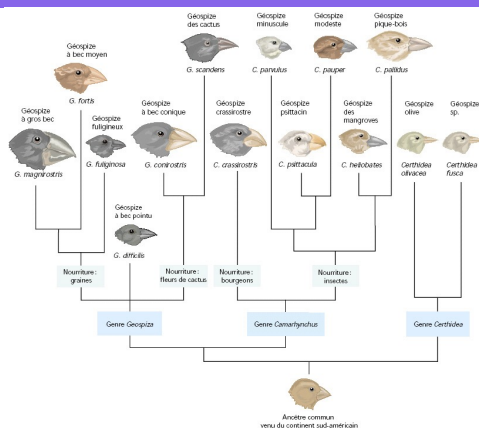 Géospize
des cactus
G. scandens
Géospize
minuscule
C. parvulus
Géospize
modeste
C. pauper
Géospize
pique-bois
C. pallidus
Géospize
à bec moyen
G. fortis
Géospize
à gros bec
G. magnirostris
Géospize
fuligineux
G. fuliginosa
Géospize
à bec conique
G. conirostris
Géospize
crassirostre
C. crassirostris
Géospize
psittacin
C. psittacula
Géospize
des
mangroves
C. heliobates
Géospize
olive
Certhidea
olivacea
Géospize
sp.
Certhidea
fusca
Géospize
à bec pointu
G. difficilis
Nourriture :
graines
Nourriture :
fleurs de cactus
Nourriture :
bourgeons
Nourriture :
insectes
Genre Geospiza
Genre Camarhynchus
Genre Certhidea
Ancêtre commun
venu du continent sud-américain